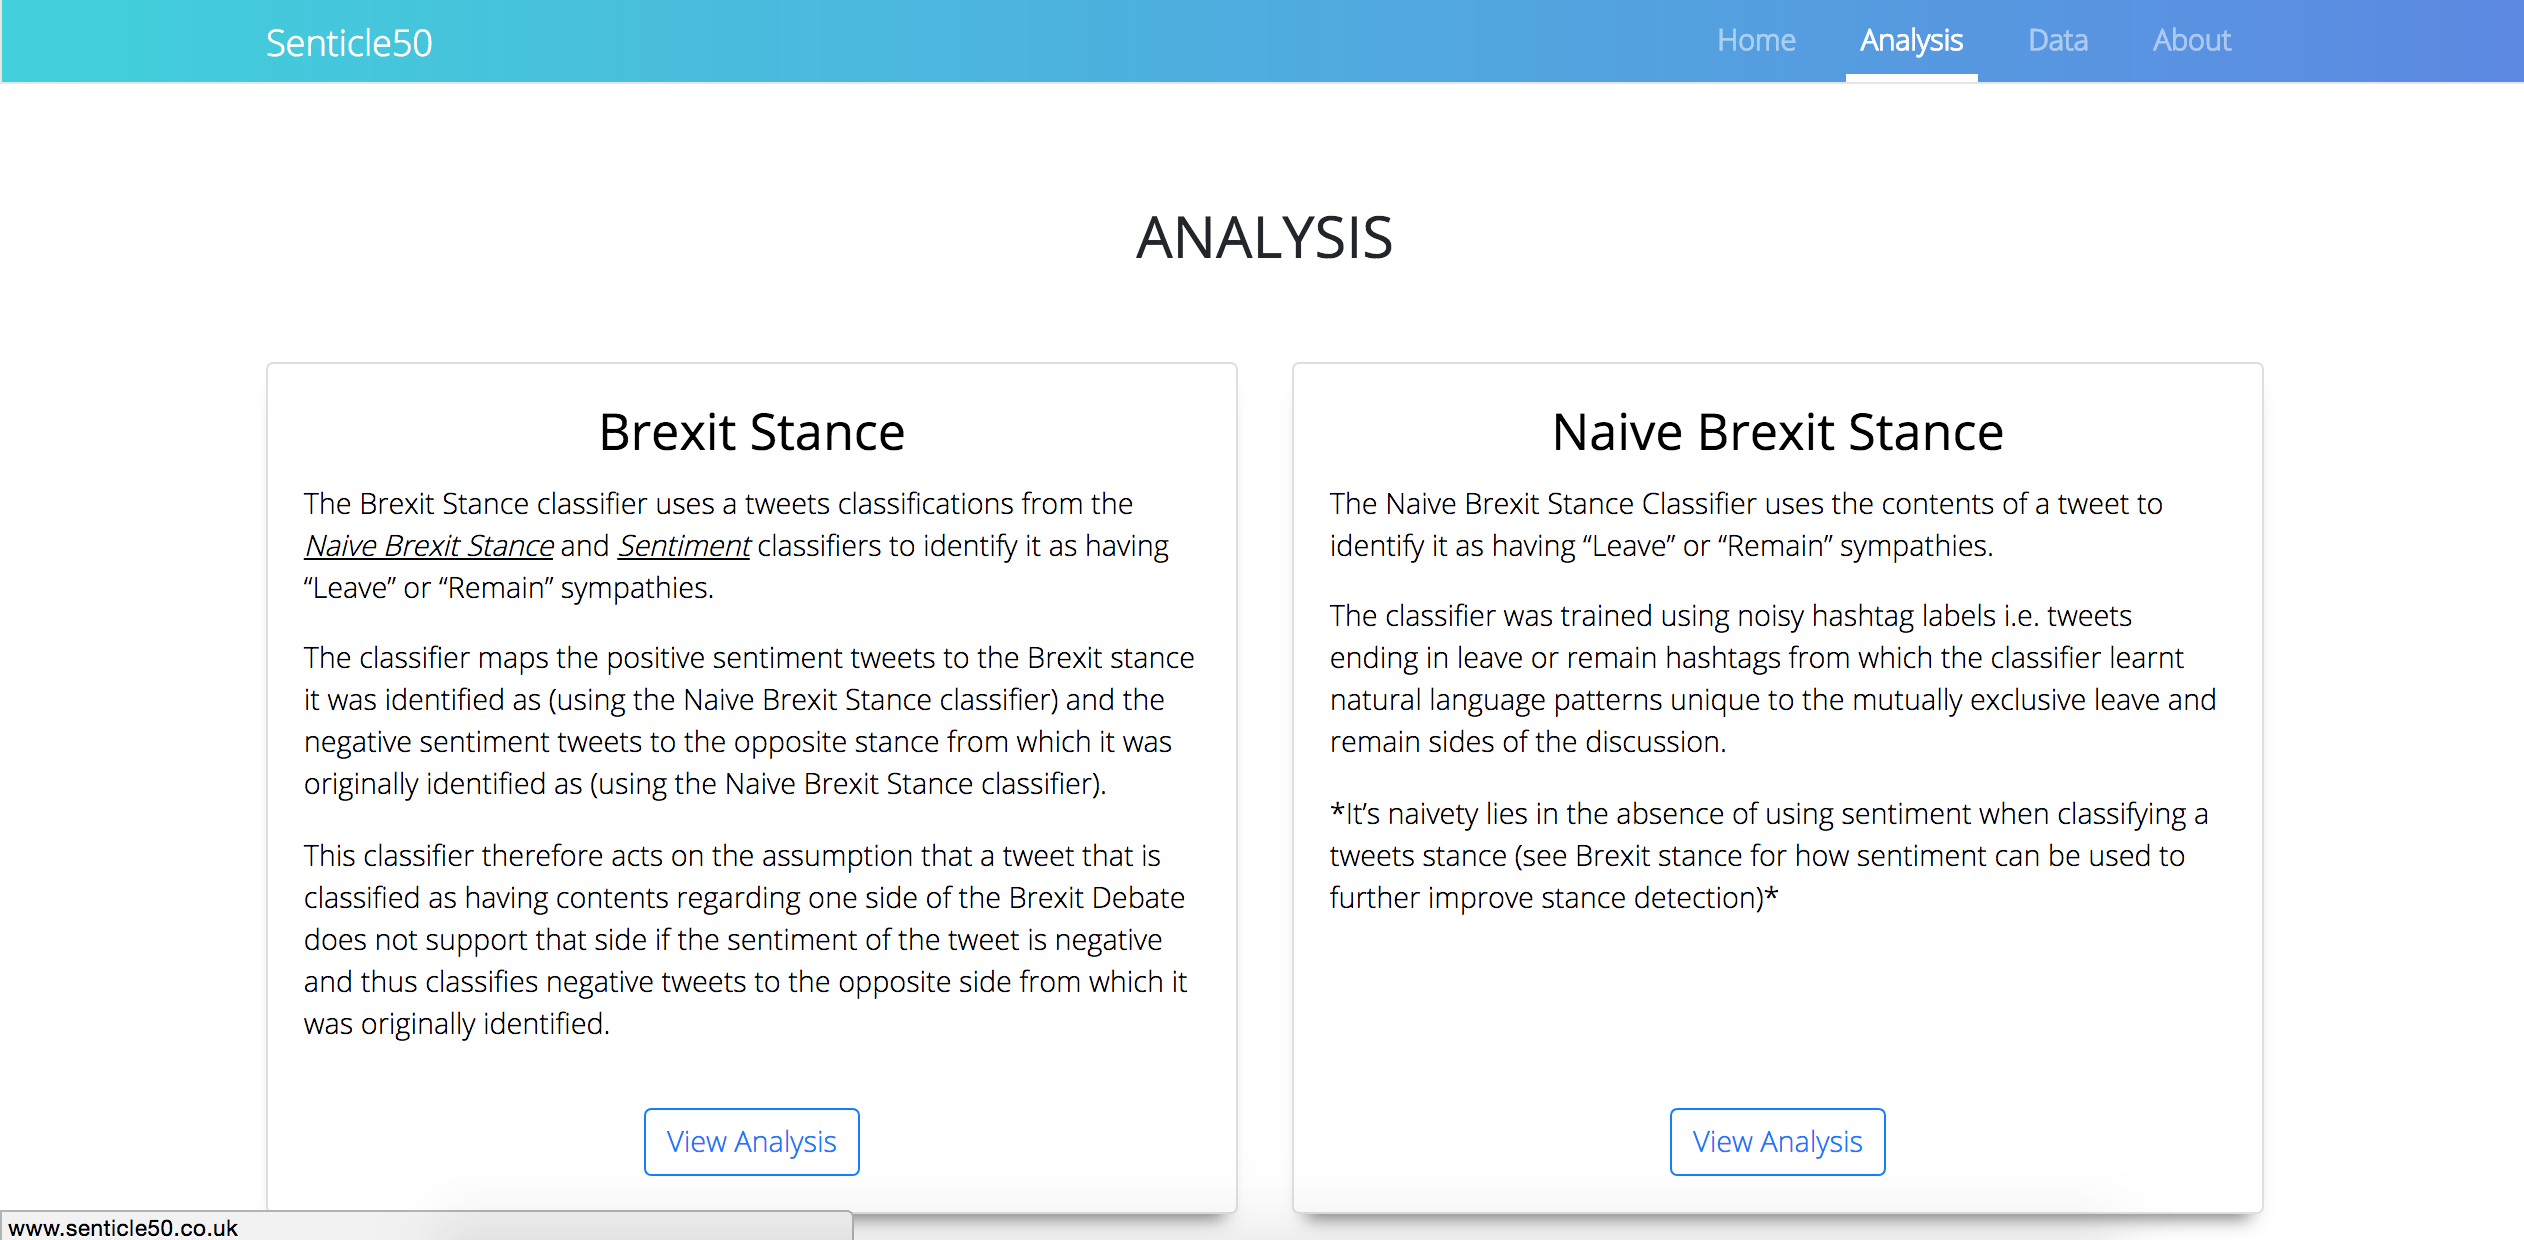 Senticle50
Home Analysis Data About
ANALYSIS
Brexit Stance
The Brexit Stance classifier uses a tweets classifications from the
Naive Brexit Stance and Sentiment classifiers to identify it as having
“Leave” or “Remain” sympathies.
The classifier maps the positive sentiment tweets to the Brexit stance
it was identified as (using the Naive Brexit Stance classifier) and the
negative sentiment tweets to the opposite stance from which it was
originally identified as (using the Naive Brexit Stance classifier).
This classifier therefore acts on the assumption that a tweet that is
classified as having contents regarding one side of the Brexit Debate
does not support that side if the sentiment of the tweet is negative
and thus classifies negative tweets to the opposite side from which it
was originally identified.
View Analysis
Naive Brexit Stance
The Naive Brexit Stance Classifier uses the contents of a tweet to
identify it as having “Leave” or “Remain” sympathies.
The classifier was trained using noisy hashtag labels i.e. tweets
ending in leave or remain hashtags from which the classifier learnt
natural language patterns unique to the mutually exclusive leave and
remain sides of the discussion.
*It’s naivety lies in the absence of using sentiment when classifying a
tweets stance (see Brexit stance for how sentiment can be used to
further improve stance detection)*
View Analysis
www.senticle50.co.uk